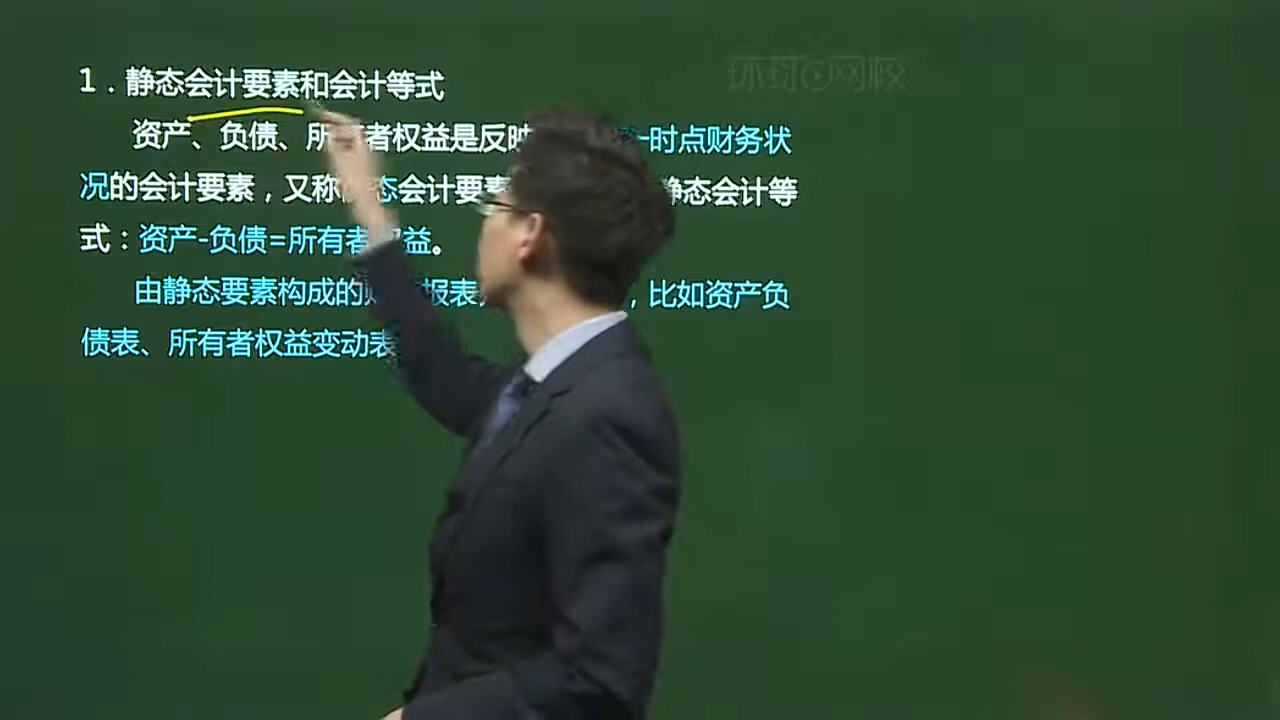 环球网校
1．静态会计要素和会计等式
资产、负债、所有者权益是反映一时点财务状
况的会计要素，又称态会计要素静态会计等
式：资产-负债=所有者权益。
由静态要素构成的报表，比如资产负
债表、所有者权益变动表